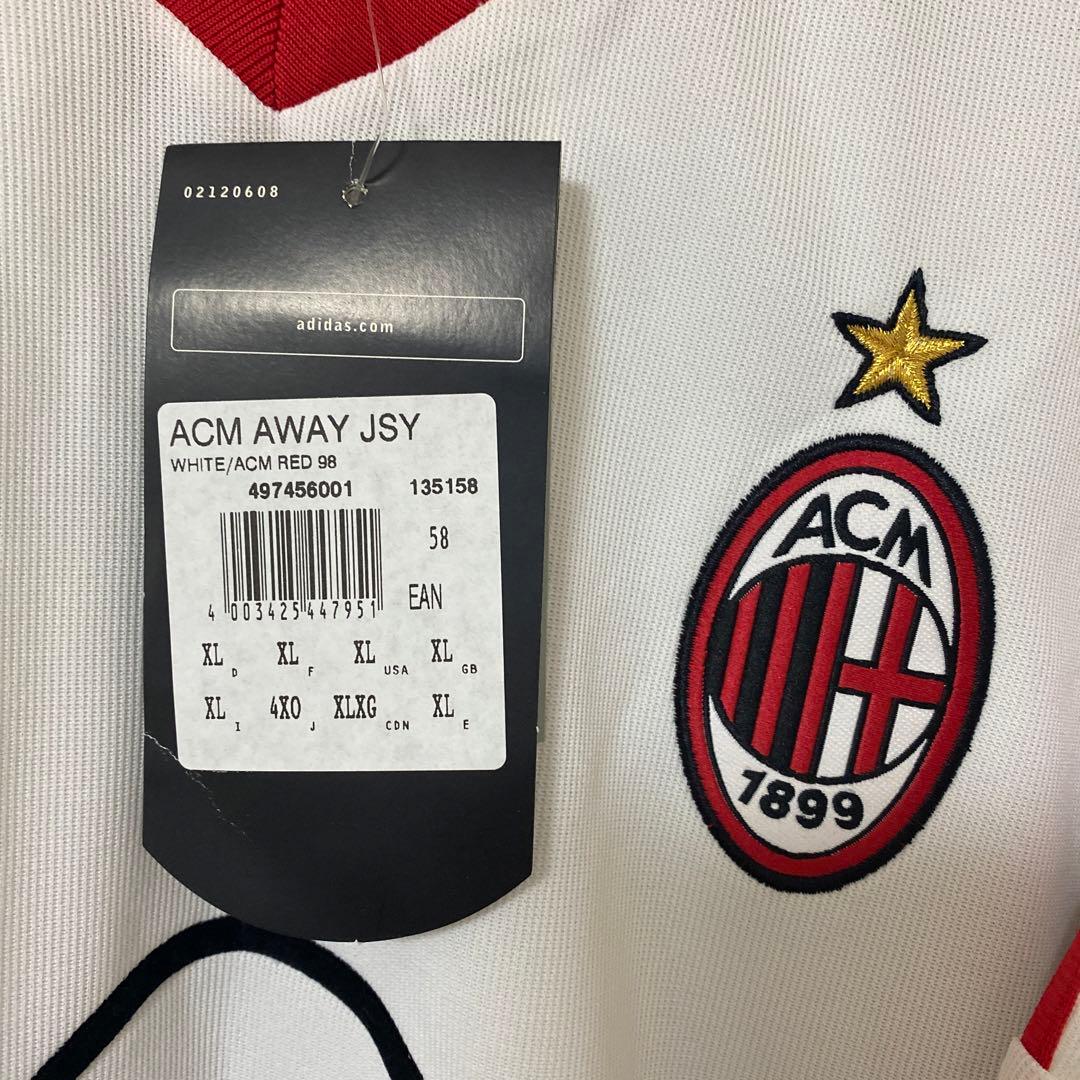 02120608
adidas.com
ACM AWAY JSY
WHITE/ACM RED 98
497456001 135158
58
4 003425 447951 EAN
XL D XL F XL USA XL GB
XL I 4XO J XLXG CDN XL E
ACM
1899